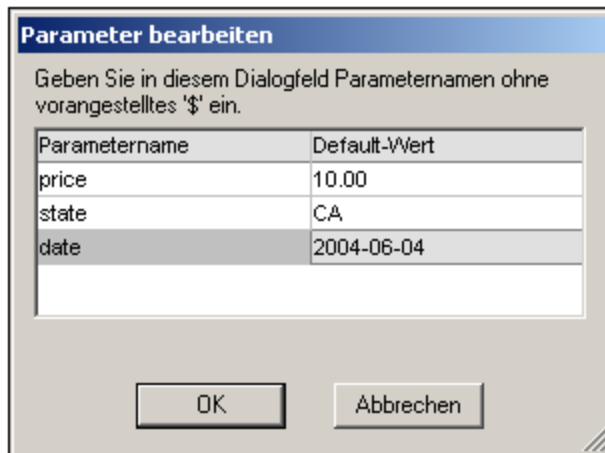 Parameter bearbeiten
Geben Sie in diesem Dialogfeld Parameternamen ohne
vorangestelltes '$' ein.
Parametername Default-Wert
price 10.00
state CA
date 2004-06-04
OK Abbrechen